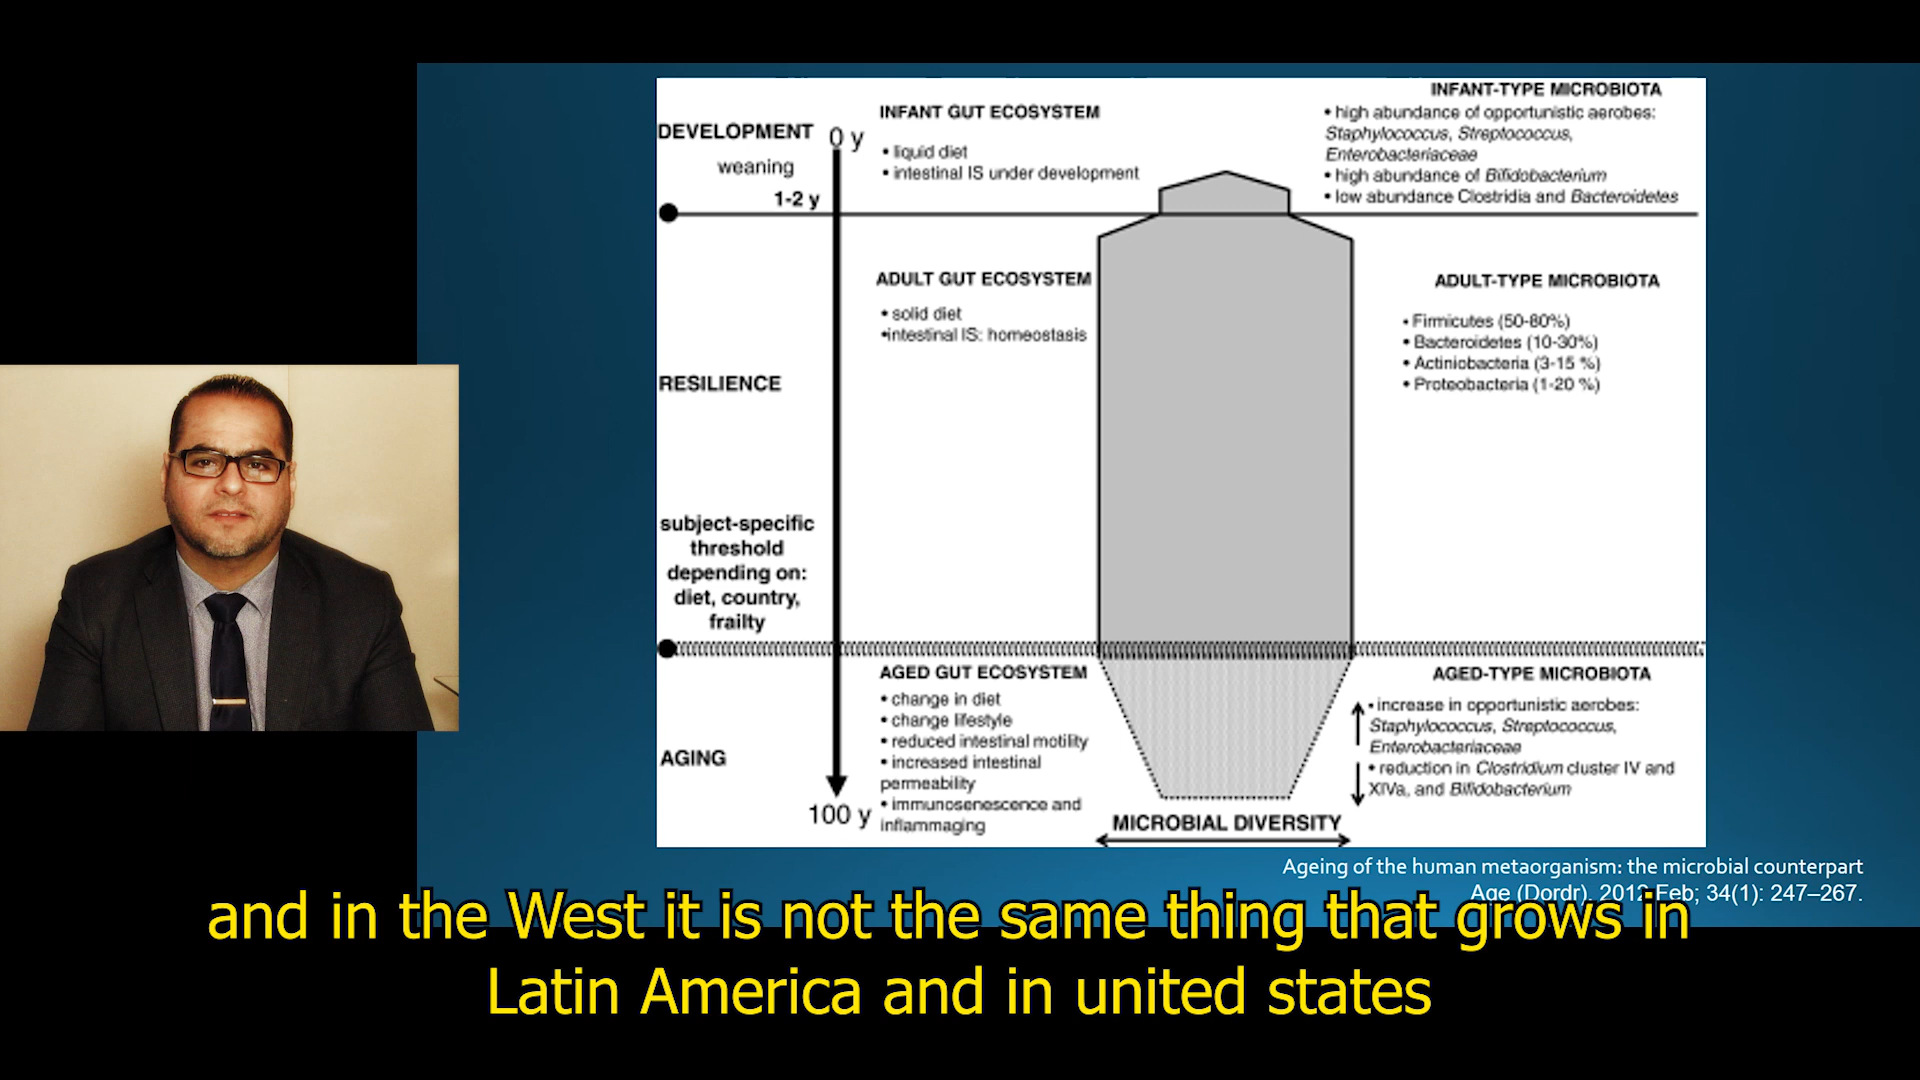 DEVELOPMENT
weaning
1-2 y
0 y
INFANT GUT ECOSYSTEM
• liquid diet
• intestinal IS under development
INFANT-TYPE MICROBIOTA
• high abundance of opportunistic aerobes:
Staphylococcus, Streptococcus,
Enterobacteriaceae
• high abundance of Bifidobacterium
• low abundance Clostridia and Bacteroidetes
ADULT GUT ECOSYSTEM
• solid diet
•intestinal IS: homeostasis
ADULT-TYPE MICROBIOTA
• Firmicutes (50-80%)
• Bacteroidetes (10-30%)
• Actiniobacteria (3-15 %)
• Proteobacteria (1-20 %)
RESILIENCE
subject-specific
threshold
depending on:
diet, country,
frailty
AGING
100 y
AGED GUT ECOSYSTEM
• change in diet
• change lifestyle
• reduced intestinal motility
• increased intestinal
permeability
• immunosenescence and
inflammaging
MICROBIAL DIVERSITY
AGED-TYPE MICROBIOTA
• increase in opportunistic aerobes:
Staphylococcus, Streptococcus,
Enterobacteriaceae
• reduction in Clostridium cluster IV and
XIVa, and Bifidobacterium
Ageing of the human metaorganism: the microbial counterpart
Age (Dordr). 2012 Feb; 34(1): 247–267.
and in the West it is not the same thing that grows in
Latin America and in united states